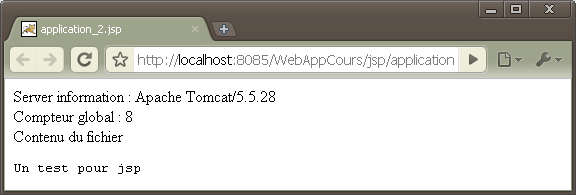 application_2.jsp
http://localhost:8085/WebAppCours/jsp/application
Server information : Apache Tomcat/5.5.28
Compteur global : 8
Contenu du fichier
Un test pour jsp